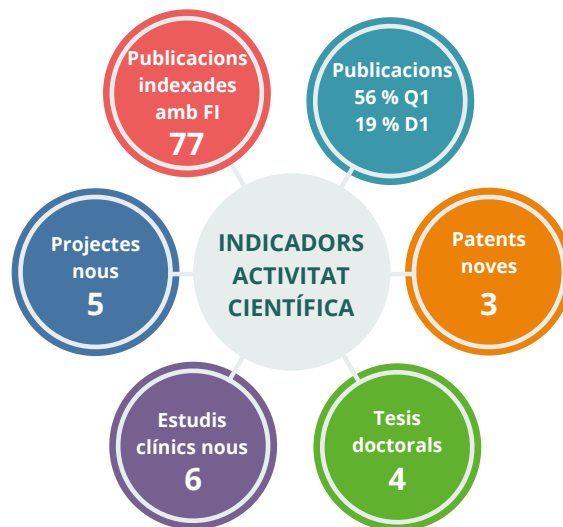 Publicacions
indexades
amb FI
77
Publicacions
56 % Q1
19 % D1
Projectes
nous
5
INDICADORS
ACTIVITAT
CIENTÍFICA
Patents
noves
3
Estudis
clínics nous
6
Tesis
doctorals
4